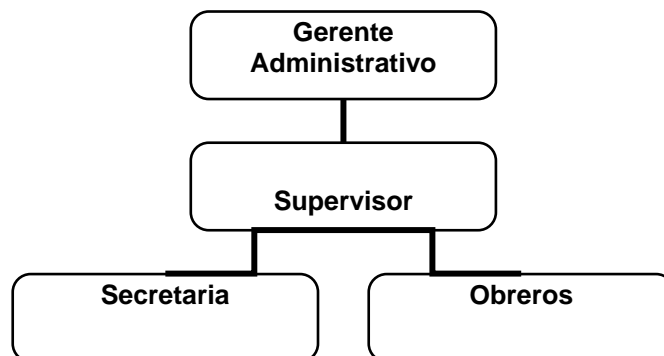 Gerente
Administrativo
Supervisor
Secretaria
Obreros